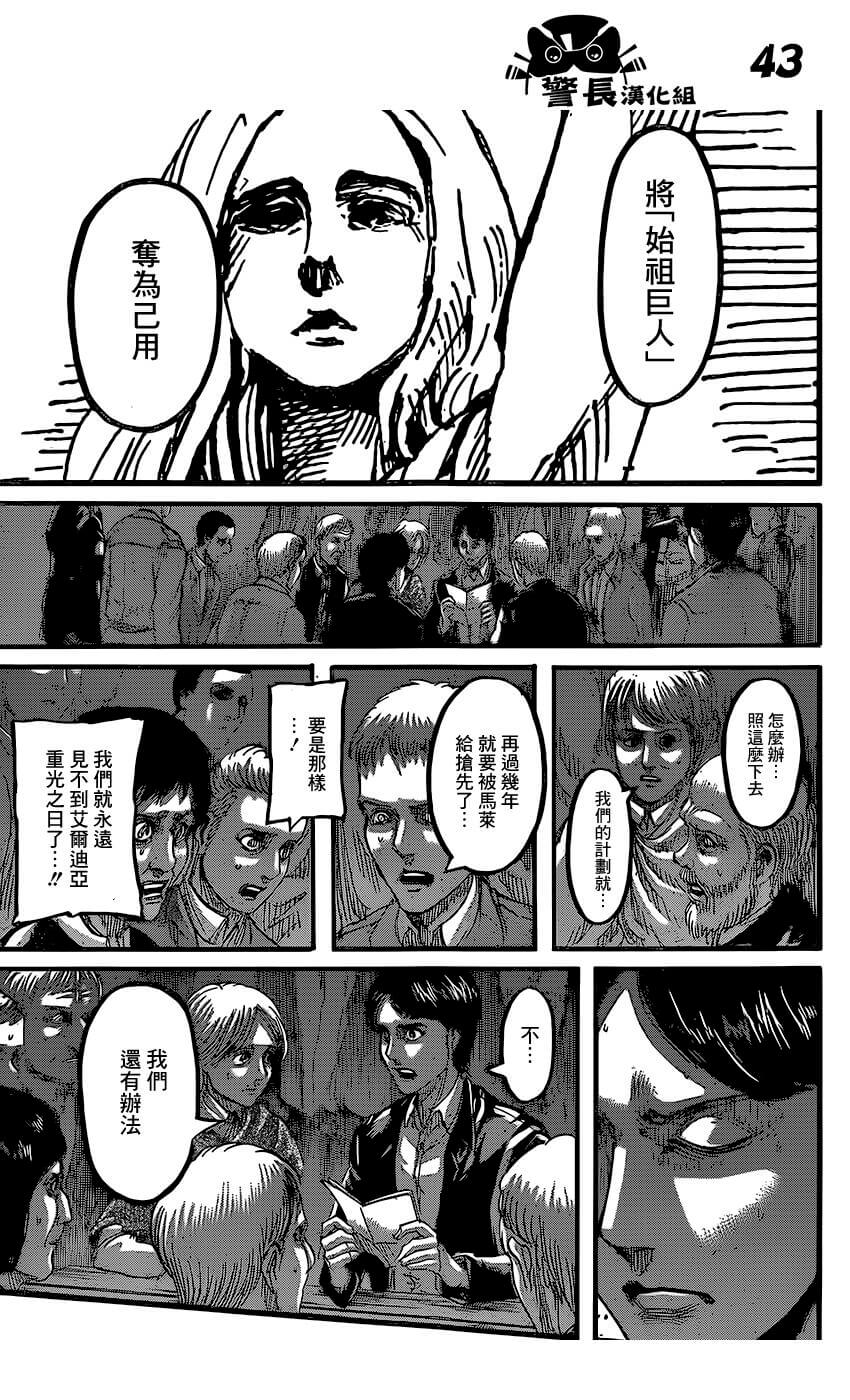 警長漢化組
43
將「始祖巨人」
奪為己用
怎麼辦…
照這麼下去
我們的計劃就…
再過幾年
就要被馬萊
給搶先了…
要是那樣
…!!
我們就永遠
見不到艾爾迪亞
重光之日了…!!
不…
我們
還有辦法